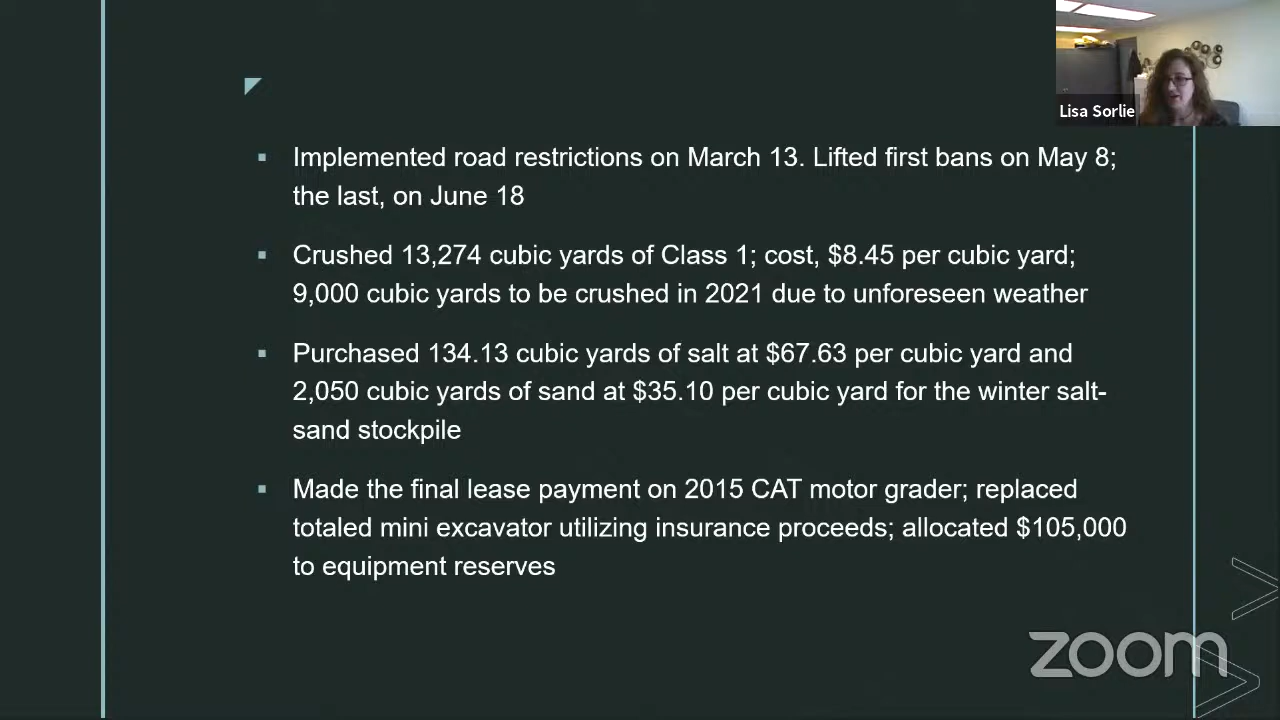 Lisa Sorlie
Implemented road restrictions on March 13. Lifted first bans on May 8;
the last, on June 18
Crushed 13,274 cubic yards of Class 1; cost, $8.45 per cubic yard;
9,000 cubic yards to be crushed in 2021 due to unforeseen weather
Purchased 134.13 cubic yards of salt at $67.63 per cubic yard and
2,050 cubic yards of sand at $35.10 per cubic yard for the winter salt-
sand stockpile
Made the final lease payment on 2015 CAT motor grader; replaced
totaled mini excavator utilizing insurance proceeds; allocated $105,000
to equipment reserves
zoom